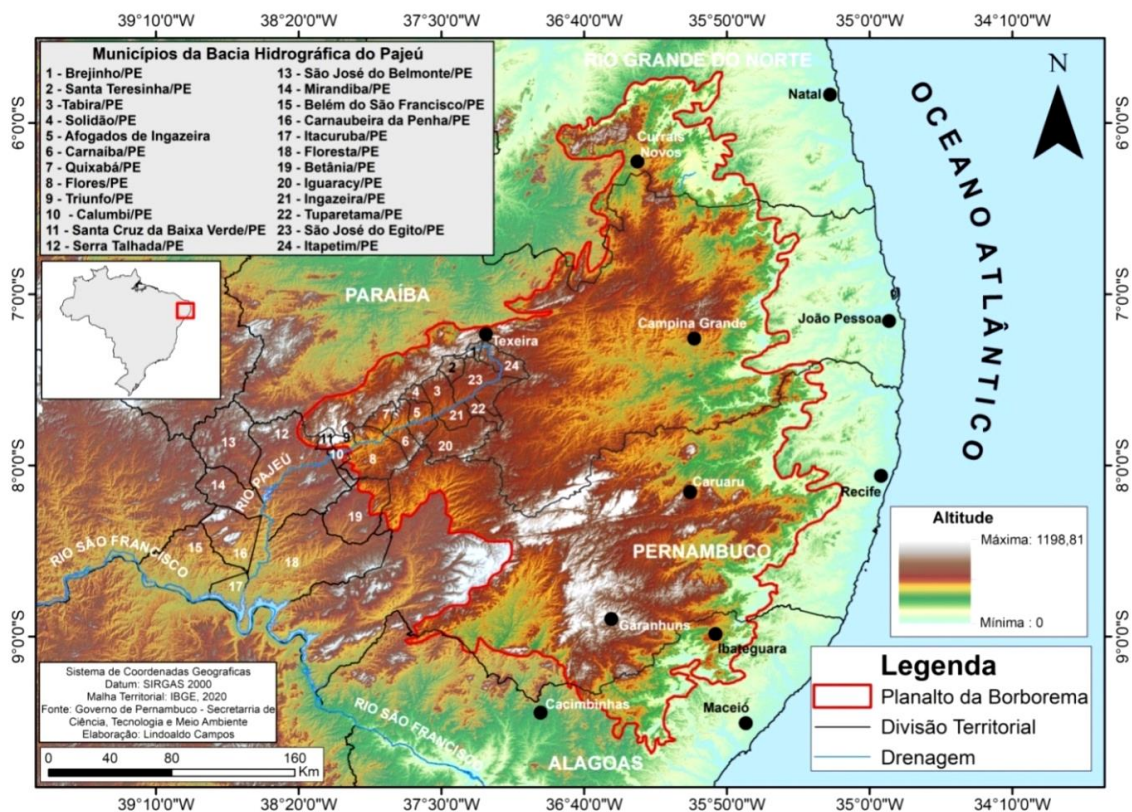 39°10'0"W 38°20'0"W 37°30'0"W 36°40'0"W 35°50'0"W 35°00'0"W 34°10'0"W
Municípios da Bacia Hidrográfica do Pajeú
1 - Brejinho/PE
2 - Santa Teresinha/PE
3 -Tabira/PE
4 - Solidão/PE
5 - Afogados de Ingazeira
6 - Carnaíba/PE
7 - Quixabá/PE
8 - Flores/PE
9 - Triunfo/PE
10 - Calumbi/PE
11 - Santa Cruz da Baixa Verde/PE
12 - Serra Talhada/PE
13 - São José do Belmonte/PE
14 - Mirandiba/PE
15 - Belém do São Francisco/PE
16 - Carnaubeira da Penha/PE
17 - Itacuruba/PE
18 - Floresta/PE
19 - Betânia/PE
20 - Iguaracy/PE
21 - Ingazeira/PE
22 - Tuparetama/PE
23 - São José do Egito/PE
24 - Itapetim/PE
RIO GRANDE DO NORTE
N
Natal
6°0'0"S
6°0'0"S
Currais
Novos
OCEANO ATLÂNTICO
7°0'0"S
7°0'0"S
PARAÍBA
João Pessoa
Campina Grande
Texeira
1
2
24
3
23
4
5
21
22
7
6
20
11
9
10
8
12
13
14
RIO PAJEÚ
8°0'0"S
8°0'0"S
Recife
Caruaru
19
15
16
18
17
RIO SÃO FRANCISCO
PERNAMBUCO
Altitude
Máxima: 1198,81
Mínima : 0
9°0'0"S
9°0'0"S
Garanhuns
Ibateguara
Cacimbinhas
Maceió
RIO SÃO FRANCISCO
ALAGOAS
Sistema de Coordenadas Geograficas
Datum: SIRGAS 2000
Malha Territorial: IBGE, 2020
Fonte: Governo de Pernambuco - Secretarria de
Ciência, Tecnologia e Meio Ambiente
Elaboração: Lindoaldo Campos
0 40 80 160
Km
Legenda
Planalto da Borborema
Divisão Territorial
Drenagem
39°10'0"W 38°20'0"W 37°30'0"W 36°40'0"W 35°50'0"W 35°00'0"W 34°10'0"W